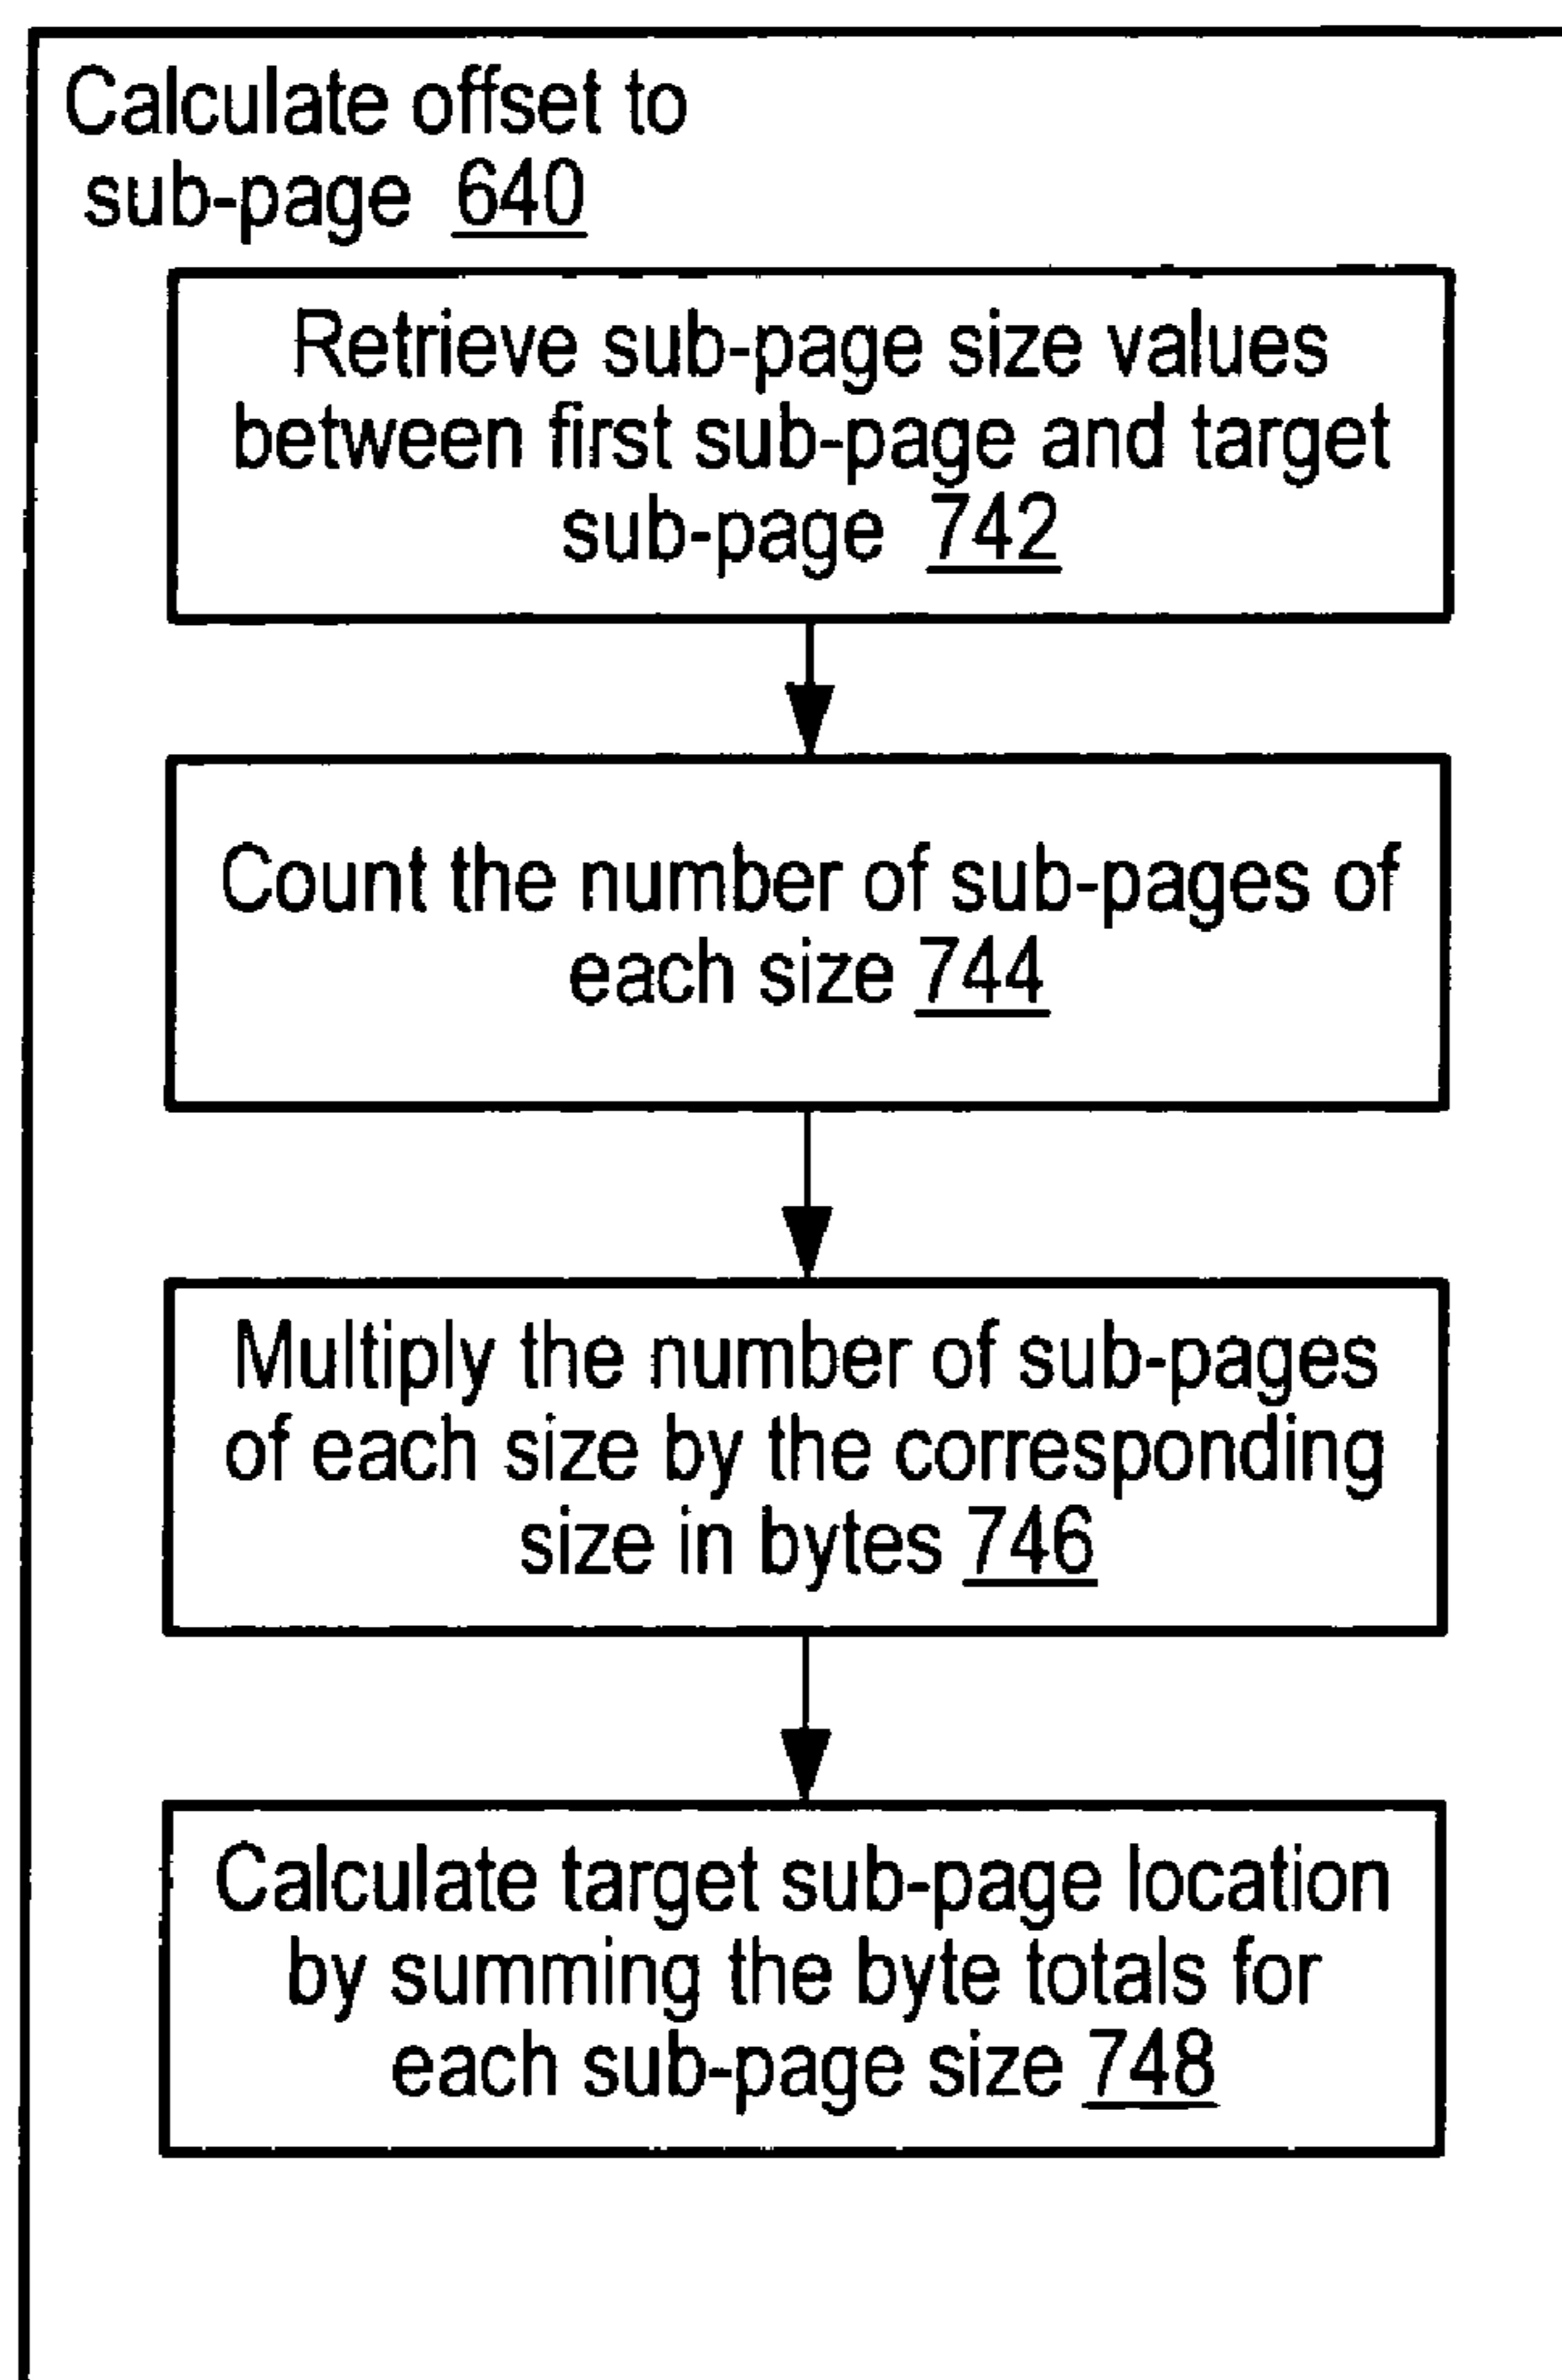 Calculate offset to
sub-page 640
Retrieve sub-page size values
between first sub-page and target
sub-page 742
Count the number of sub-pages of
each size 744
Multiply the number of sub-pages
of each size by the corresponding
size in bytes 746
Calculate target sub-page location
by summing the byte totals for
each sub-page size 748